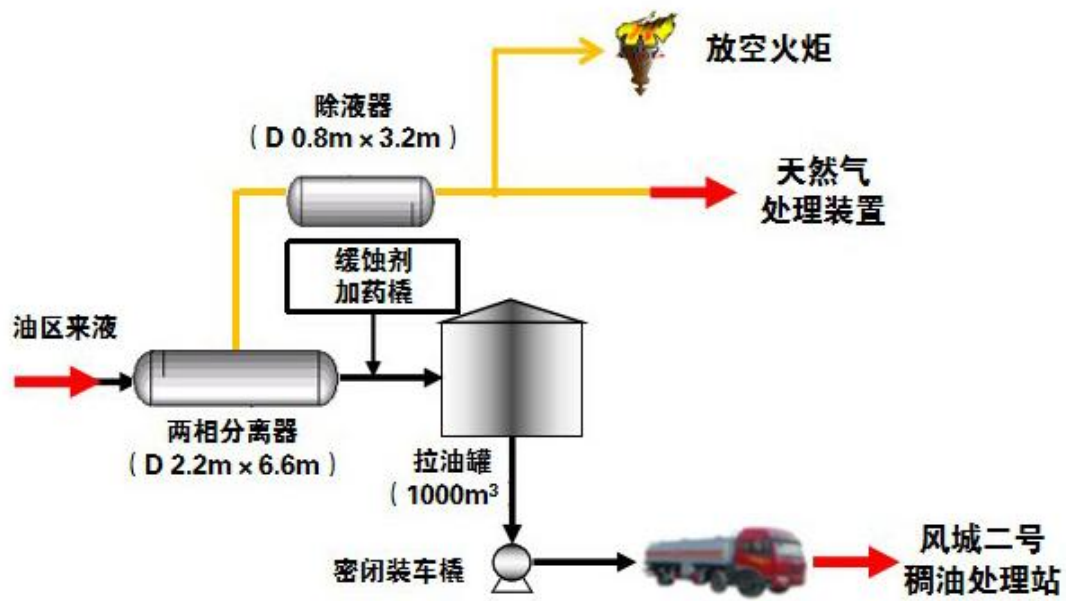 放空火炬
除液器
（D 0.8m × 3.2m）
天然气
处理装置
缓蚀剂
加药橇
油区来液
两相分离器
（D 2.2m × 6.6m）
拉油罐
（1000m³
密闭装车橇
风城二号
稠油处理站